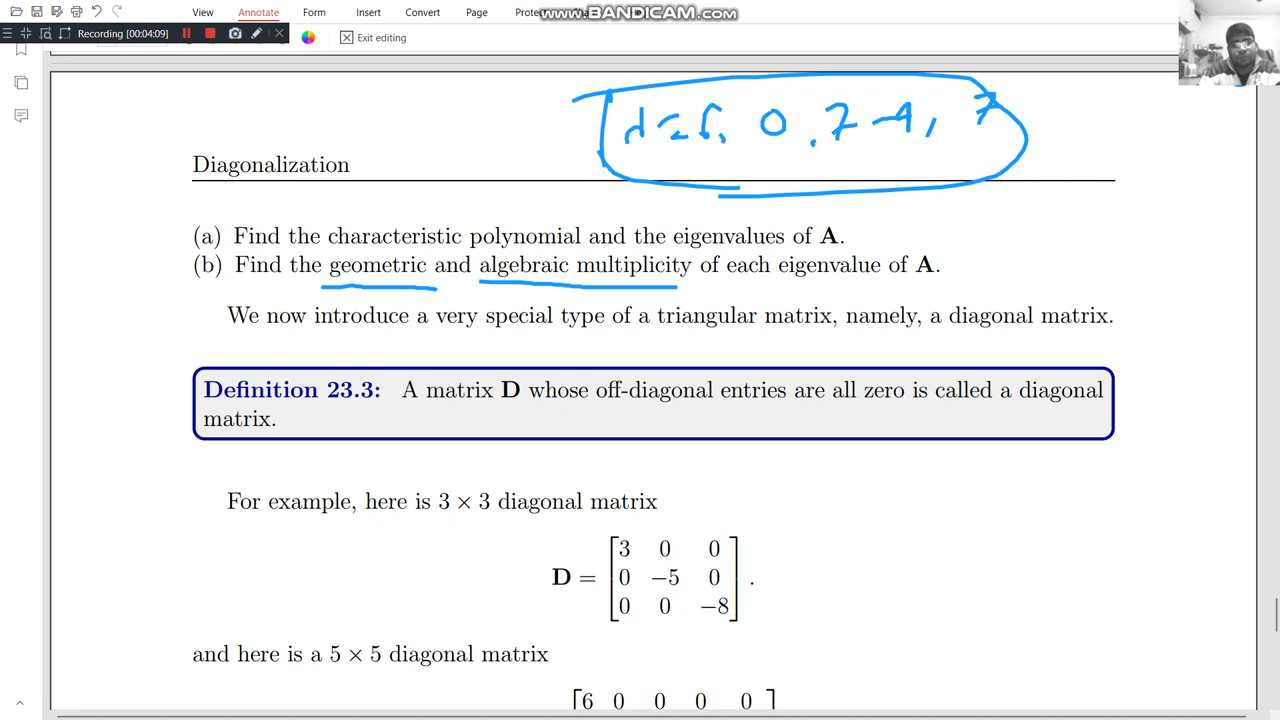 View Annotate Form Insert Convert Page
www.BANDICAM.com
Recording [00:04:09]
Exit editing
λ = 6, 0, 7 -4, 7
Diagonalization
(a) Find the characteristic polynomial and the eigenvalues of A.
(b) Find the geometric and algebraic multiplicity of each eigenvalue of A.
We now introduce a very special type of a triangular matrix, namely, a diagonal matrix.
Definition 23.3: A matrix D whose off-diagonal entries are all zero is called a diagonal
matrix.
For example, here is 3 × 3 diagonal matrix
3 0 0
D = 0 −5 0 .
0 0 −8
and here is a 5 × 5 diagonal matrix
6 0 0 0 0